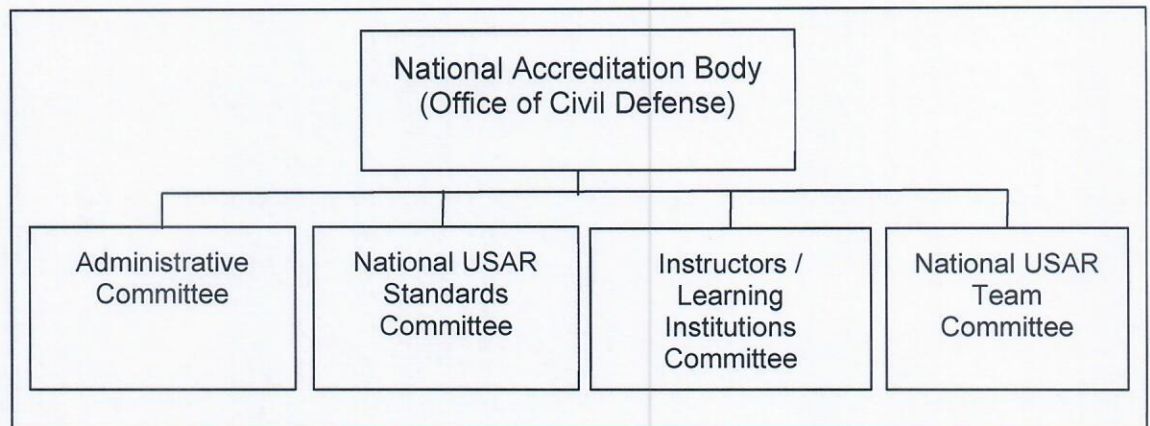 National Accreditation Body
(Office of Civil Defense)
Administrative
Committee
National USAR
Standards
Committee
Instructors /
Learning
Institutions
Committee
National USAR
Team
Committee